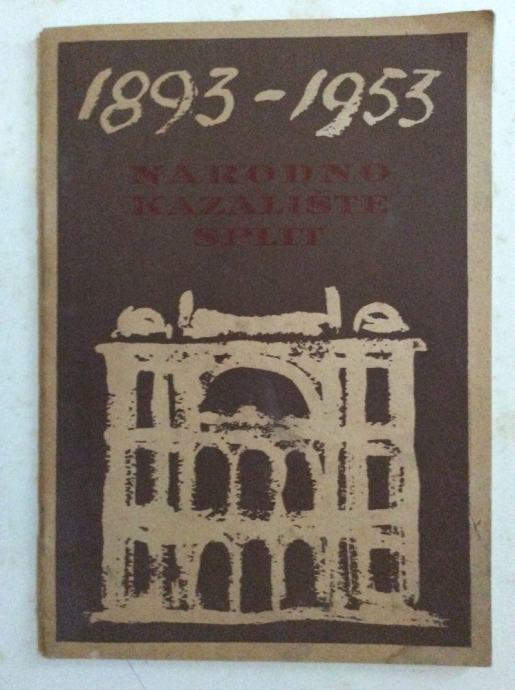 1893-1953
NARODNO
KAZALIŠTE
SPLIT